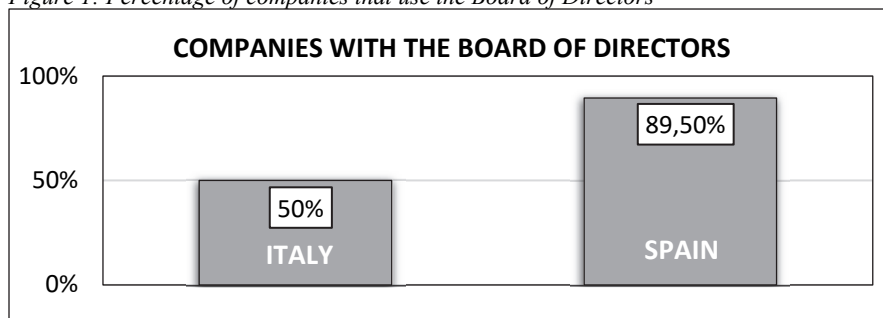 Figure 1: Percentage of companies that use the Board of Directors
COMPANIES WITH THE BOARD OF DIRECTORS
100%
89,50%
50%
50%
ITALY
SPAIN
0%